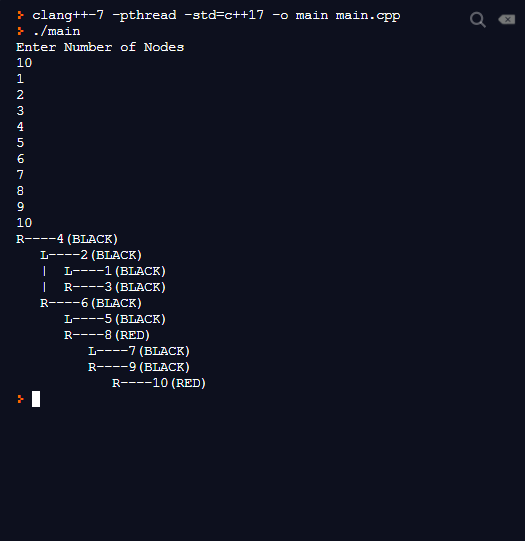 > clang++-7 -pthread -std=c++17 -o main main.cpp
> ./main
Enter Number of Nodes
10
1
2
3
4
5
6
7
8
9
10
R----4(BLACK)
   L----2(BLACK)
   |  L----1(BLACK)
   |  R----3(BLACK)
   R----6(BLACK)
      L----5(BLACK)
      R----8(RED)
         L----7(BLACK)
         R----9(BLACK)
            R----10(RED)
>